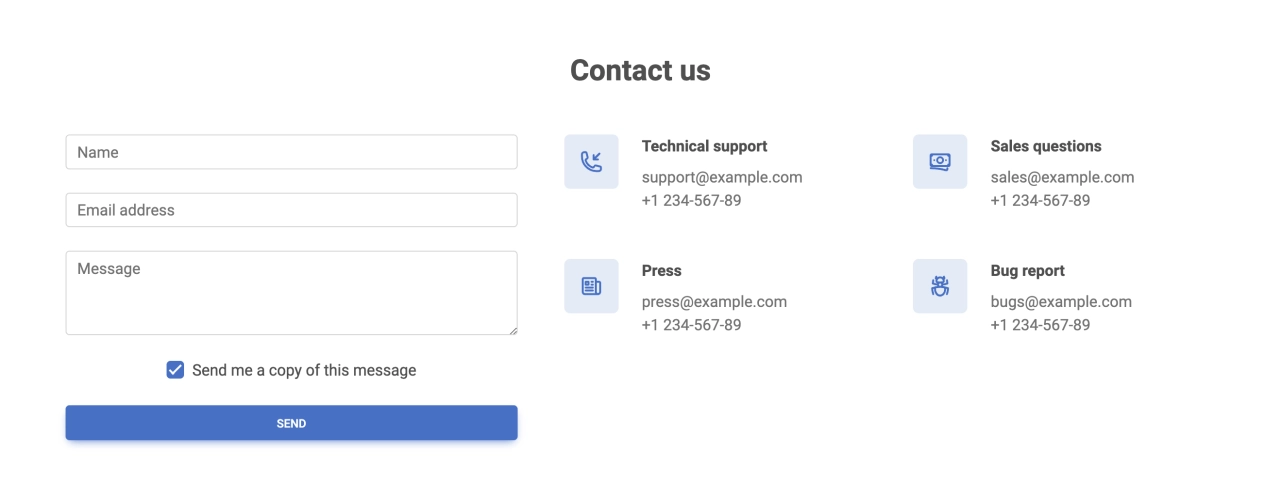 Contact us
Name
Email address
Message
Send me a copy of this message
SEND
Technical support
support@example.com
+1 234-567-89
Sales questions
sales@example.com
+1 234-567-89
Press
press@example.com
+1 234-567-89
Bug report
bugs@example.com
+1 234-567-89